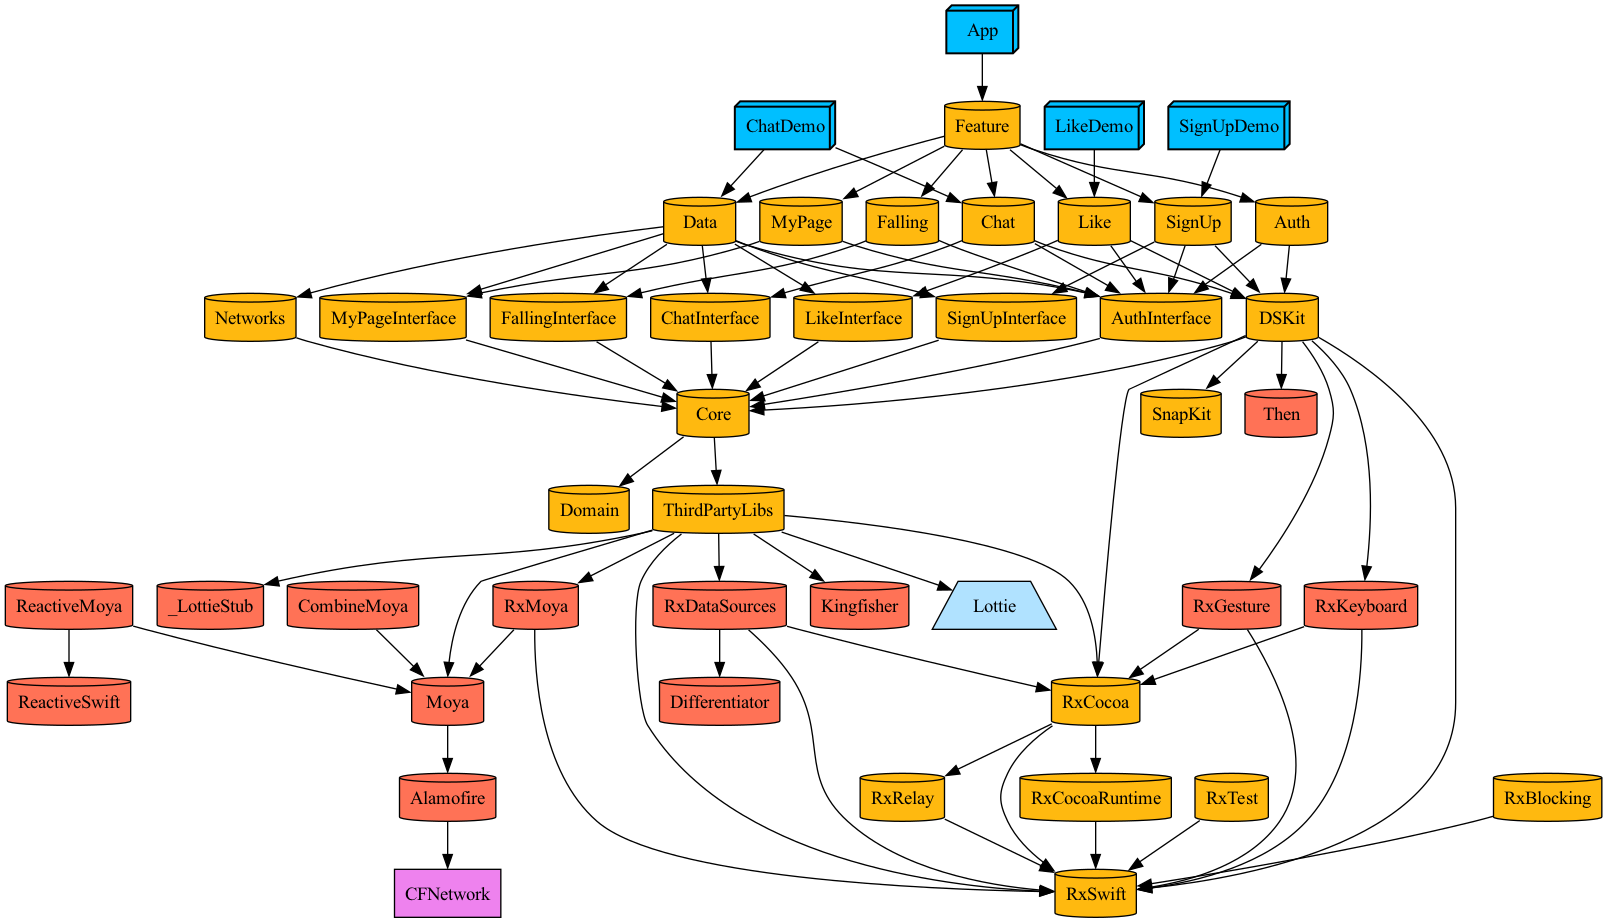 App
ChatDemo
Feature
LikeDemo
SignUpDemo
Data
MyPage
Falling
Chat
Like
SignUp
Auth
Networks
MyPageInterface
FallingInterface
ChatInterface
LikeInterface
SignUpInterface
AuthInterface
DSKit
Core
SnapKit
Then
Domain
ThirdPartyLibs
ReactiveMoya
_LottieStub
CombineMoya
RxMoya
RxDataSources
Kingfisher
Lottie
RxGesture
RxKeyboard
ReactiveSwift
Moya
Differentiator
RxCocoa
Alamofire
RxRelay
RxCocoaRuntime
RxTest
RxBlocking
CFNetwork
RxSwift